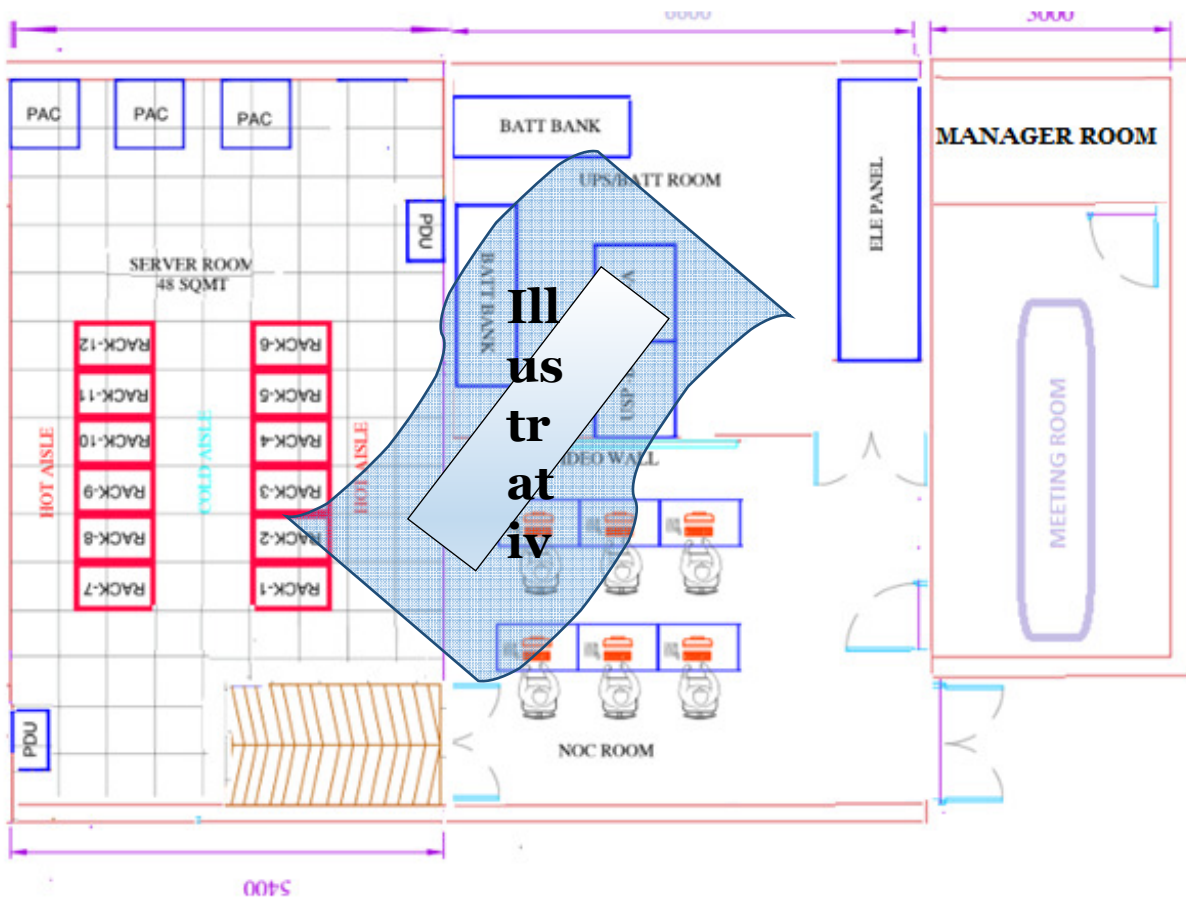 6000
3000
PAC
PAC
PAC
BATT BANK
MANAGER ROOM
UPS/BATT ROOM
ELE PANEL
PDU
SERVER ROOM
48 SQMT
BATT BANK
Ill
us
tr
at
iv
RACK-12
RACK-6
RACK-11
RACK-5
RACK-10
RACK-4
RACK-9
RACK-3
RACK-8
RACK-2
RACK-7
RACK-1
HOT AISLE
COLD AISLE
HOT AISLE
MEETING ROOM
NOC ROOM
PDU
5400